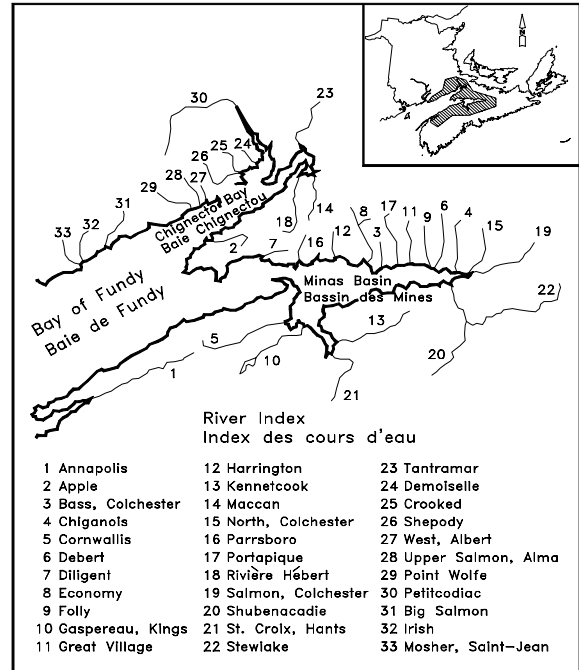 N
30
23
25
24
26
28
27
29
31
32
33
Chignecto Bay
Baie Chignectou
18
14
2
7
16
12
8
3
17
11
9
6
4
15
19
Bay of Fundy
Baie de Fundy
Minas Basin
Bassin des Mines
22
13
5
10
20
1
21
River Index
Index des cours d'eau
1 Annapolis
2 Apple
3 Bass, Colchester
4 Chiganois
5 Cornwallis
6 Debert
7 Diligent
8 Economy
9 Folly
10 Gaspereau, Kings
11 Great Village
12 Harrington
13 Kennetcook
14 Maccan
15 North, Colchester
16 Parrsboro
17 Portapique
18 Rivière Hébert
19 Salmon, Colchester
20 Shubenacadie
21 St. Croix, Hants
22 Stewiake
23 Tantramar
24 Demoiselle
25 Crooked
26 Shepody
27 West, Albert
28 Upper Salmon, Alma
29 Point Wolfe
30 Petitcodiac
31 Big Salmon
32 Irish
33 Mosher, Saint-Jean